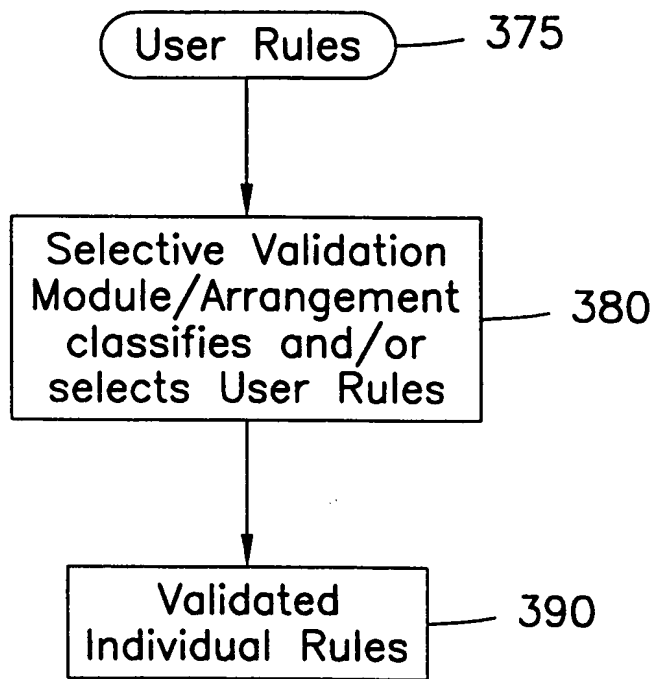 User Rules
375
Selective Validation
Module/Arrangement
classifies and/or
selects User Rules
380
Validated
Individual Rules
390